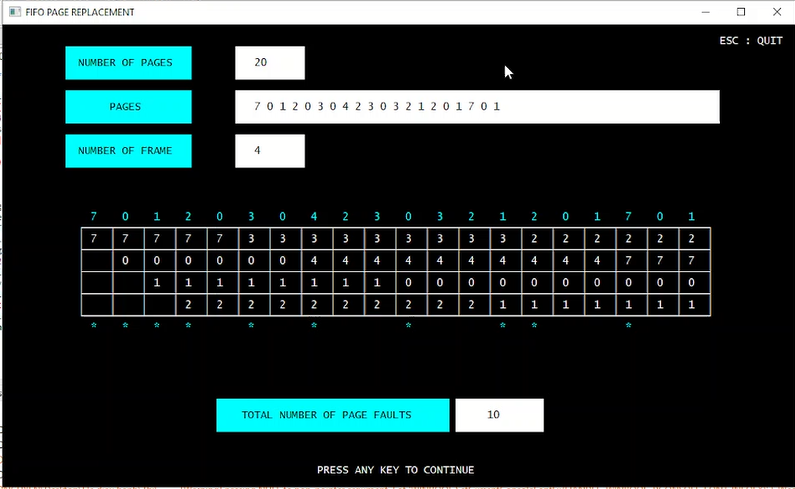 FIFO PAGE REPLACEMENT
ESC : QUIT
NUMBER OF PAGES 20
PAGES 7 0 1 2 0 3 0 4 2 3 0 3 2 1 2 0 1 7 0 1
NUMBER OF FRAME 4
7 0 1 2 0 3 0 4 2 3 0 3 2 1 2 0 1 7 0 1
7 7 7 7 7 3 3 3 3 3 3 3 3 3 2 2 2 2 2 2
0 0 0 0 0 0 4 4 4 4 4 4 4 4 4 4 7 7 7
1 1 1 1 1 1 1 1 0 0 0 0 0 0 0 0 0 0
2 2 2 2 2 2 2 2 2 2 1 1 1 1 1 1 1
* * * * * * * * * *
TOTAL NUMBER OF PAGE FAULTS 10
PRESS ANY KEY TO CONTINUE